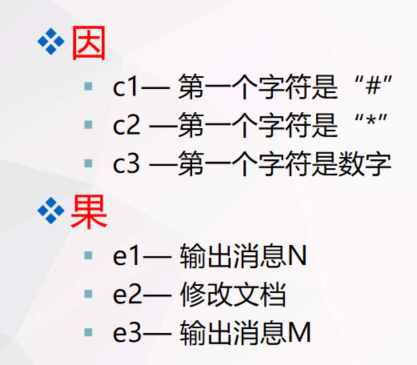 因
c1— 第一个字符是“#”
c2 —第一个字符是“*”
c3 —第一个字符是数字
果
e1— 输出消息N
e2— 修改文档
e3— 输出消息M